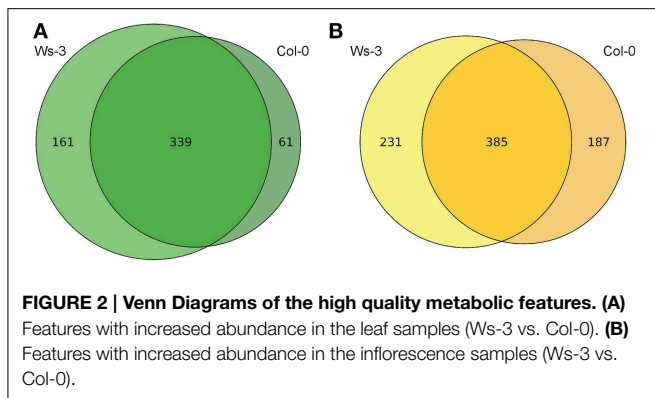 A
Ws-3
Col-0
161
339
61
B
Ws-3
Col-0
231
385
187
FIGURE 2 | Venn Diagrams of the high quality metabolic features. (A)
Features with increased abundance in the leaf samples (Ws-3 vs. Col-0). (B)
Features with increased abundance in the inflorescence samples (Ws-3 vs.
Col-0).